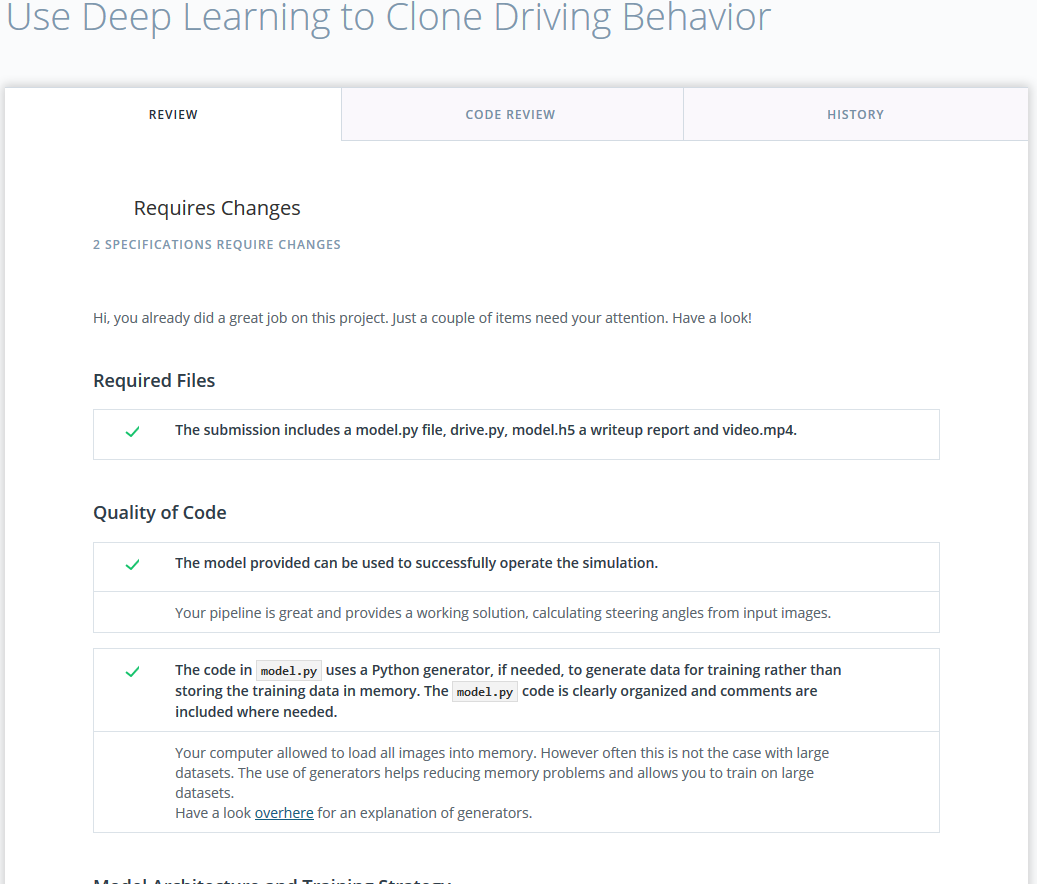 Use Deep Learning to Clone Driving Behavior
REVIEW
CODE REVIEW
HISTORY
Requires Changes
2 SPECIFICATIONS REQUIRE CHANGES
Hi, you already did a great job on this project. Just a couple of items need your attention. Have a look!
Required Files
The submission includes a model.py file, drive.py, model.h5 a writeup report and video.mp4.
Quality of Code
The model provided can be used to successfully operate the simulation.
Your pipeline is great and provides a working solution, calculating steering angles from input images.
The code in model.py uses a Python generator, if needed, to generate data for training rather than
storing the training data in memory. The model.py code is clearly organized and comments are
included where needed.
Your computer allowed to load all images into memory. However often this is not the case with large
datasets. The use of generators helps reducing memory problems and allows you to train on large
datasets.
Have a look overhere for an explanation of generators.
Model Architecture and Training Strategy